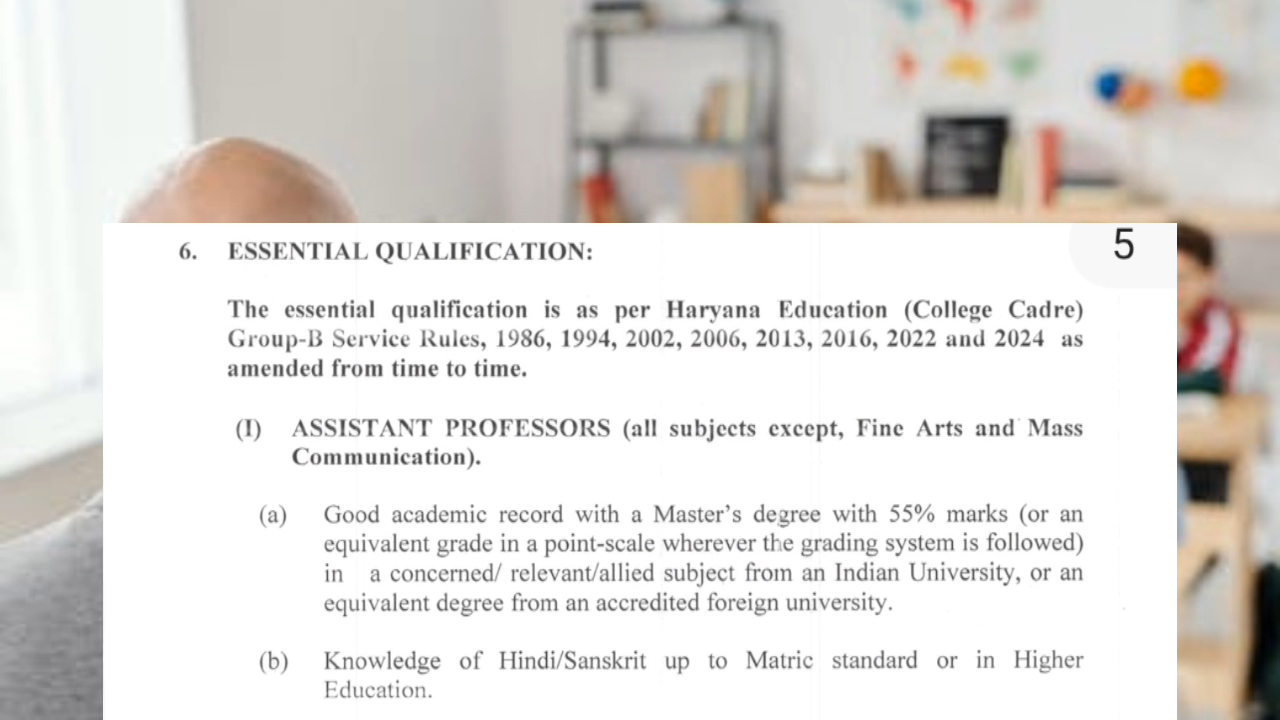 5
6. ESSENTIAL QUALIFICATION:
The essential qualification is as per Haryana Education (College Cadre)
Group-B Service Rules, 1986, 1994, 2002, 2006, 2013, 2016, 2022 and 2024 as
amended from time to time.
(I) ASSISTANT PROFESSORS (all subjects except, Fine Arts and Mass
Communication).
(a) Good academic record with a Master’s degree with 55% marks (or an
equivalent grade in a point-scale wherever the grading system is followed)
in a concerned/ relevant/allied subject from an Indian University, or an
equivalent degree from an accredited foreign university.
(b) Knowledge of Hindi/Sanskrit up to Matric standard or in Higher
Education.